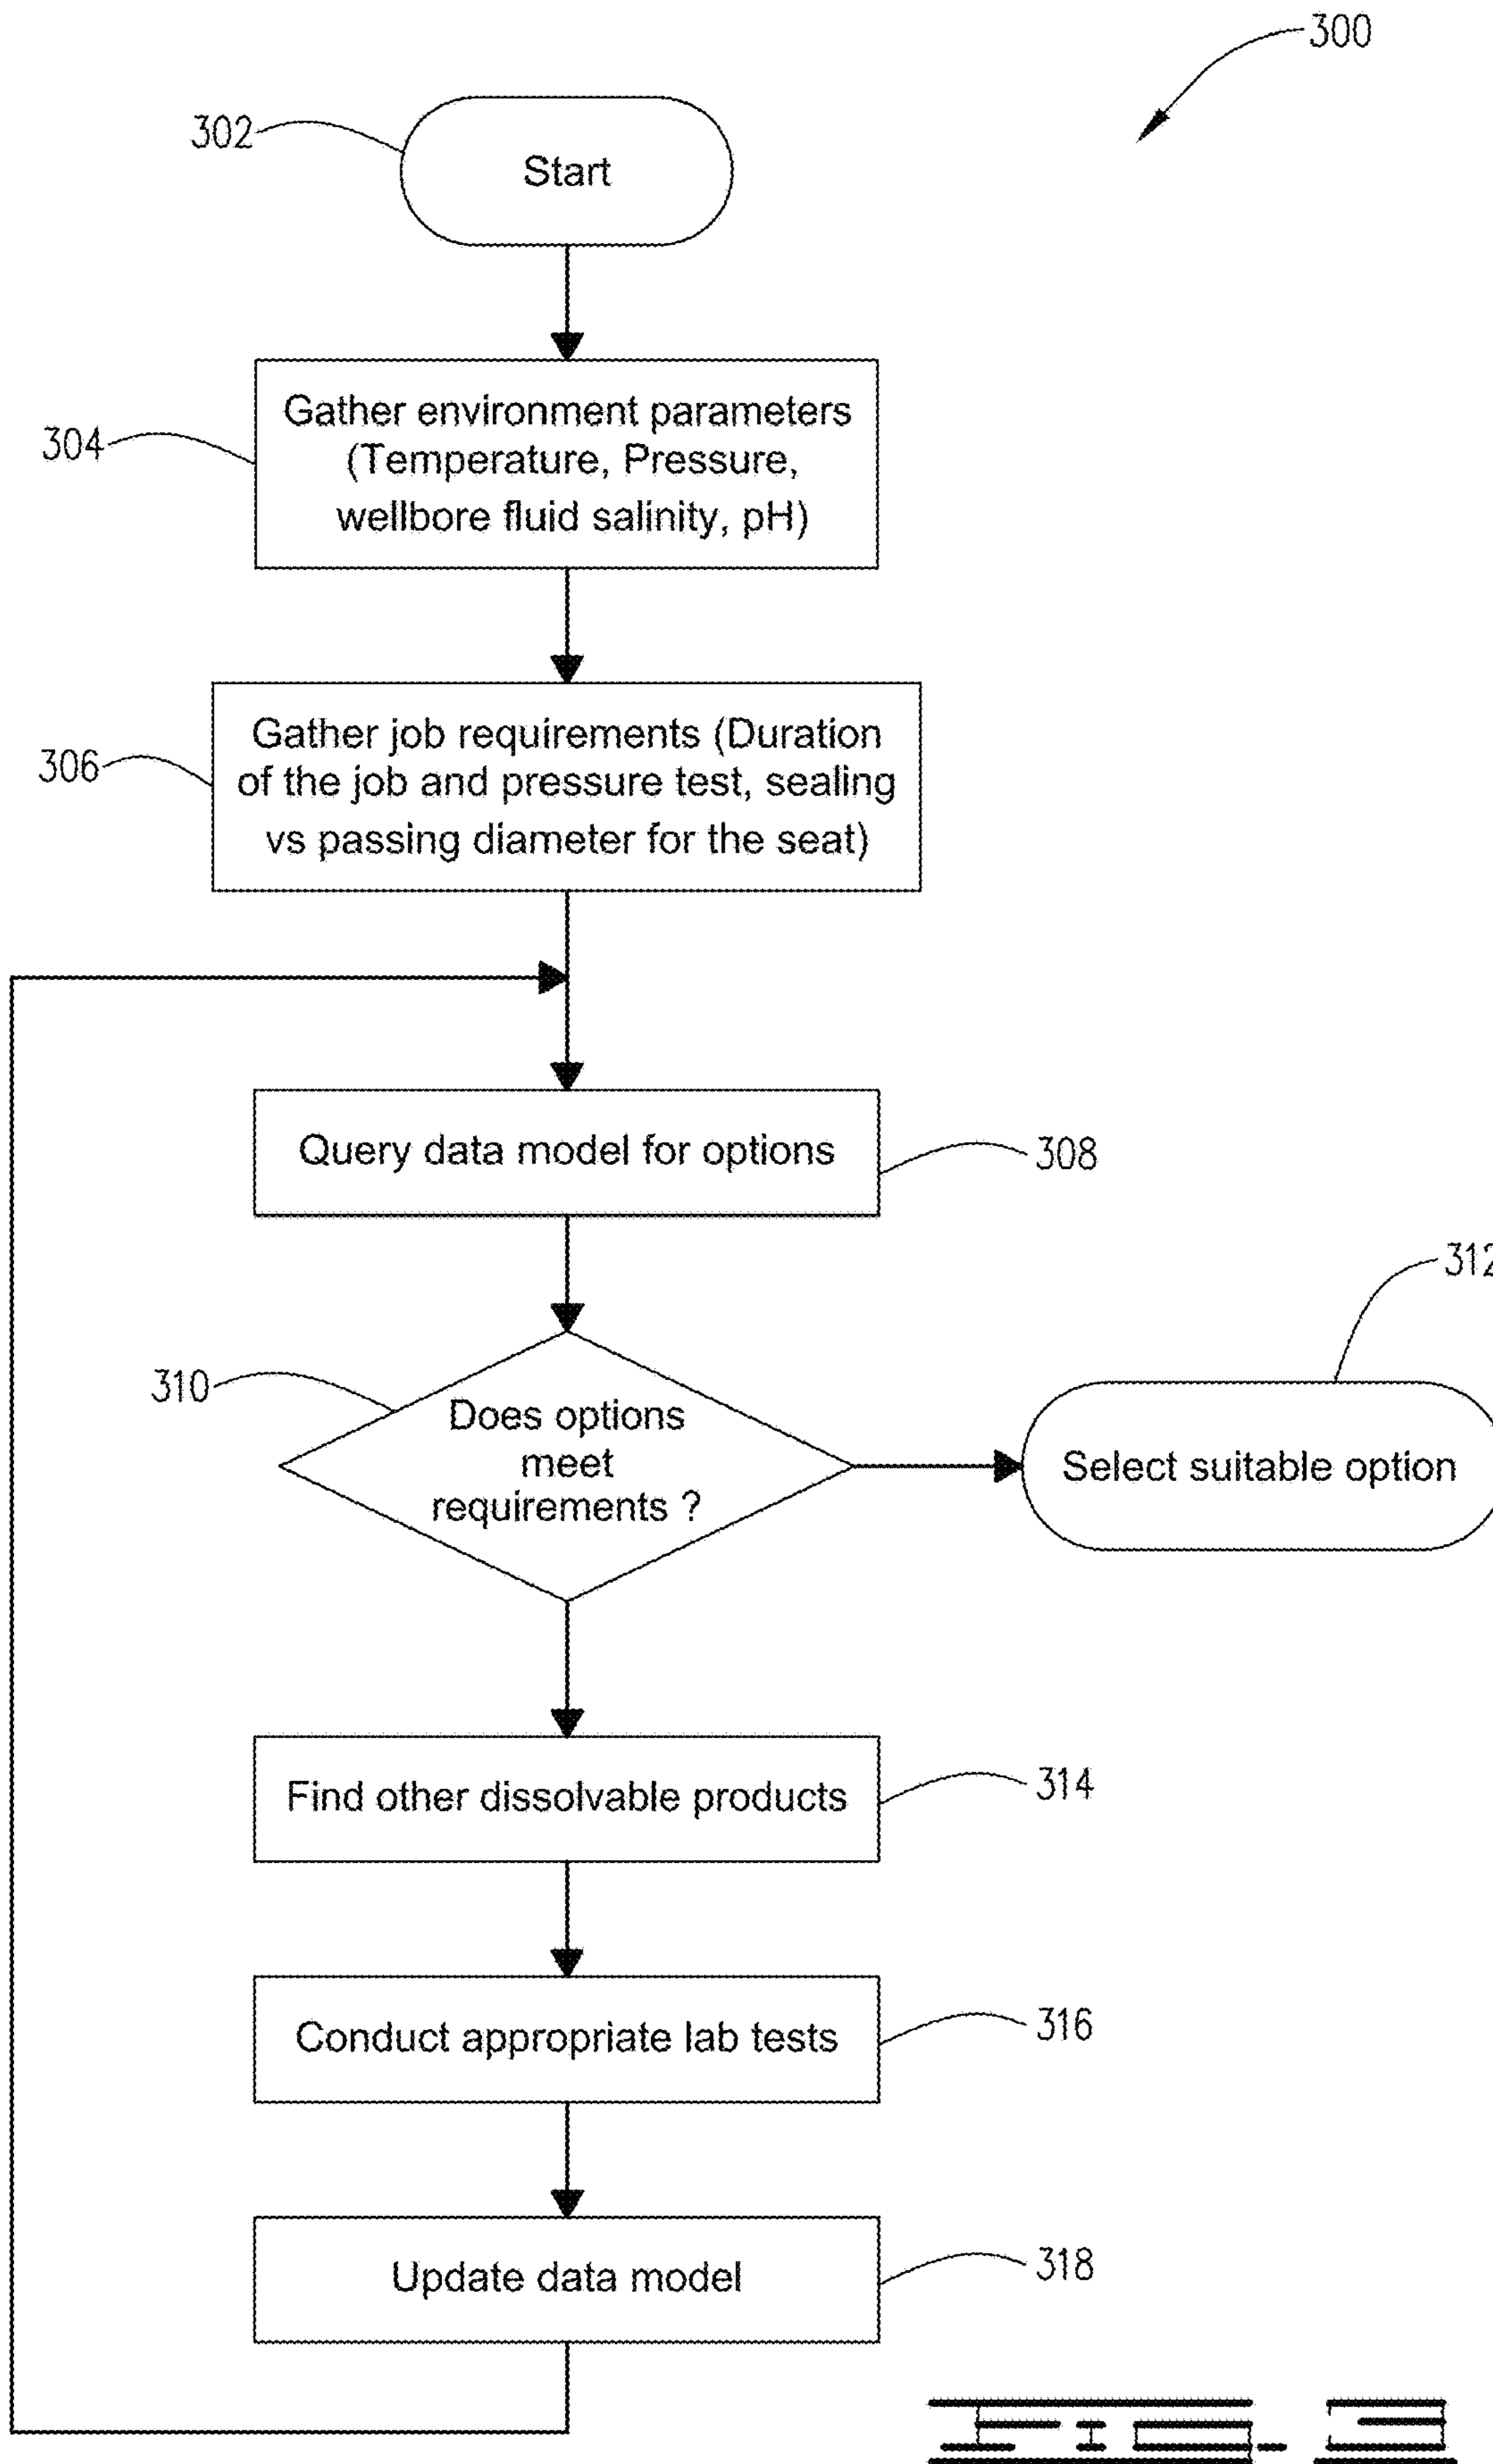 300
302
Start
304
Gather environment parameters
(Temperature, Pressure,
wellbore fluid salinity, pH)
306
Gather job requirements (Duration
of the job and pressure test, sealing
vs passing diameter for the seat)
Query data model for options
308
310
Does options
meet
requirements ?
312
Select suitable option
Find other dissolvable products
314
Conduct appropriate lab tests
316
Update data model
318